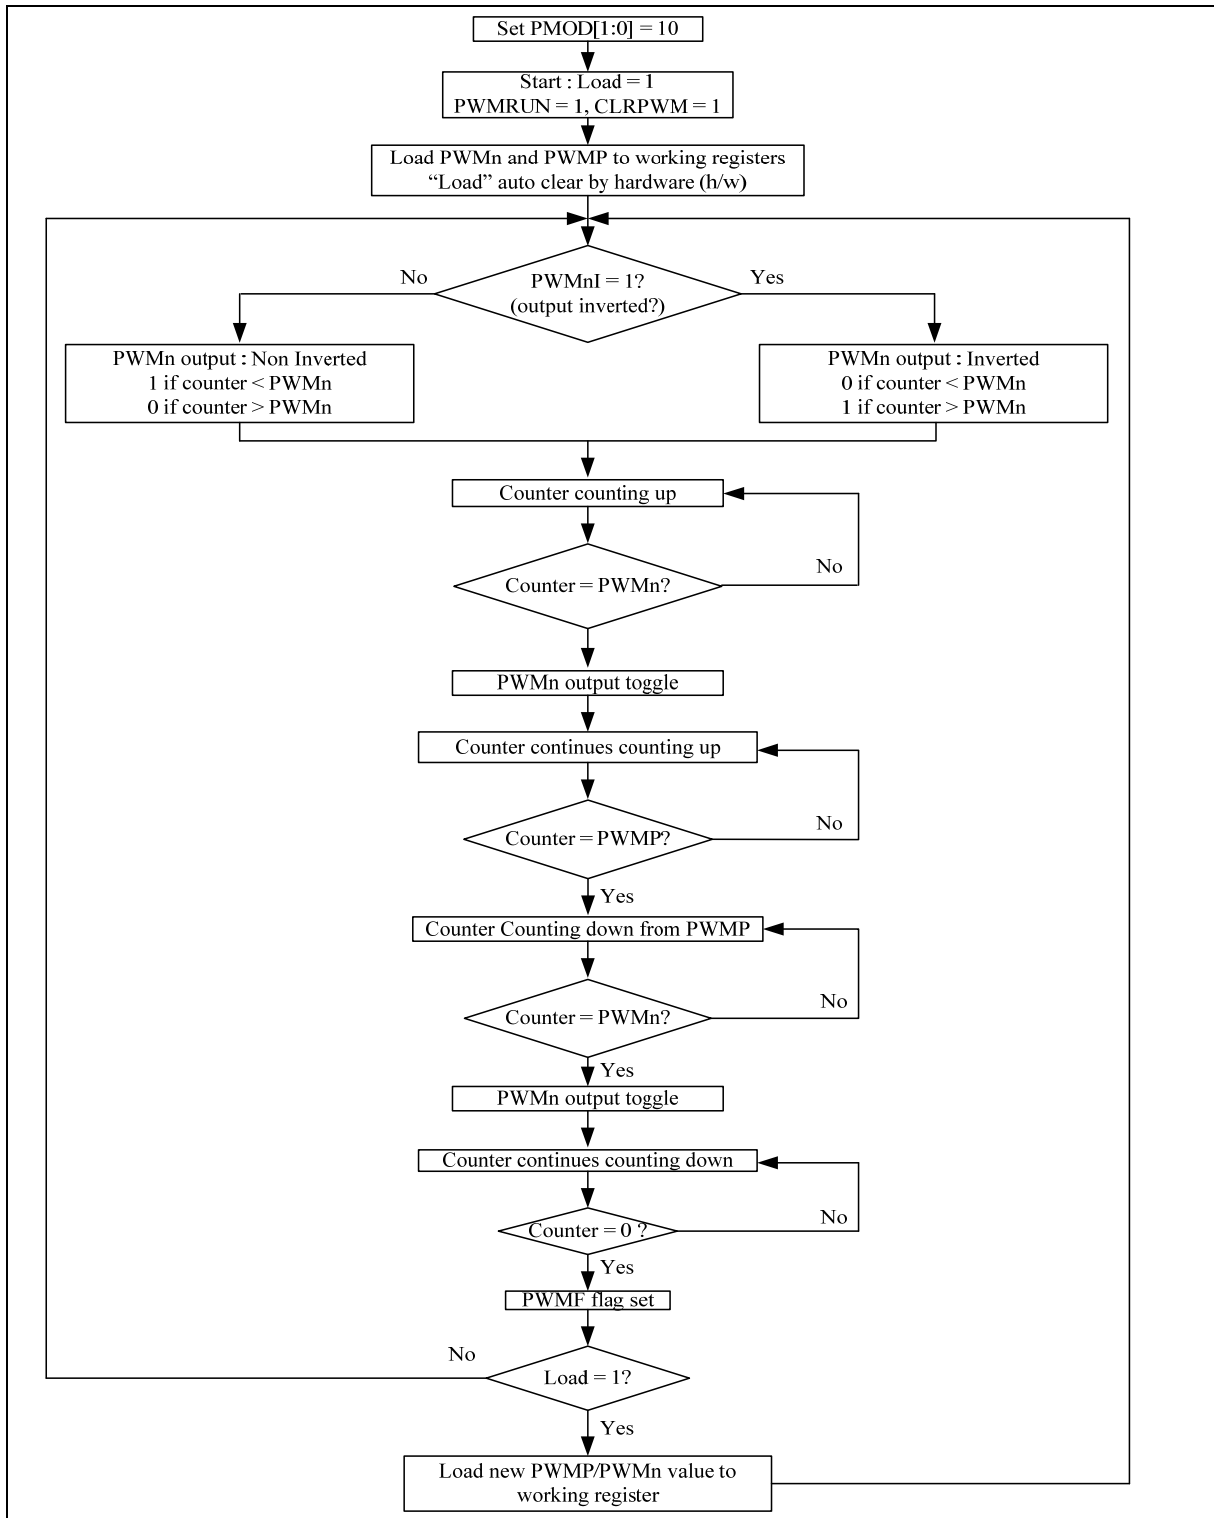 Set PMOD[1:0] = 10
Start : Load = 1
PWMRUN = 1, CLRPWM = 1
Load PWMn and PWMP to working registers
“Load” auto clear by hardware (h/w)
No
PWMnI = 1?
(output inverted?)
Yes
PWMn output : Non Inverted
1 if counter < PWMn
0 if counter > PWMn
PWMn output : Inverted
0 if counter < PWMn
1 if counter > PWMn
Counter counting up
Counter = PWMn?
No
PWMn output toggle
Counter continues counting up
Counter = PWMP?
No
Yes
Counter Counting down from PWMP
Counter = PWMn?
No
Yes
PWMn output toggle
Counter continues counting down
Counter = 0 ?
No
Yes
PWMF flag set
No
Load = 1?
Yes
Load new PWMP/PWMn value to
working register